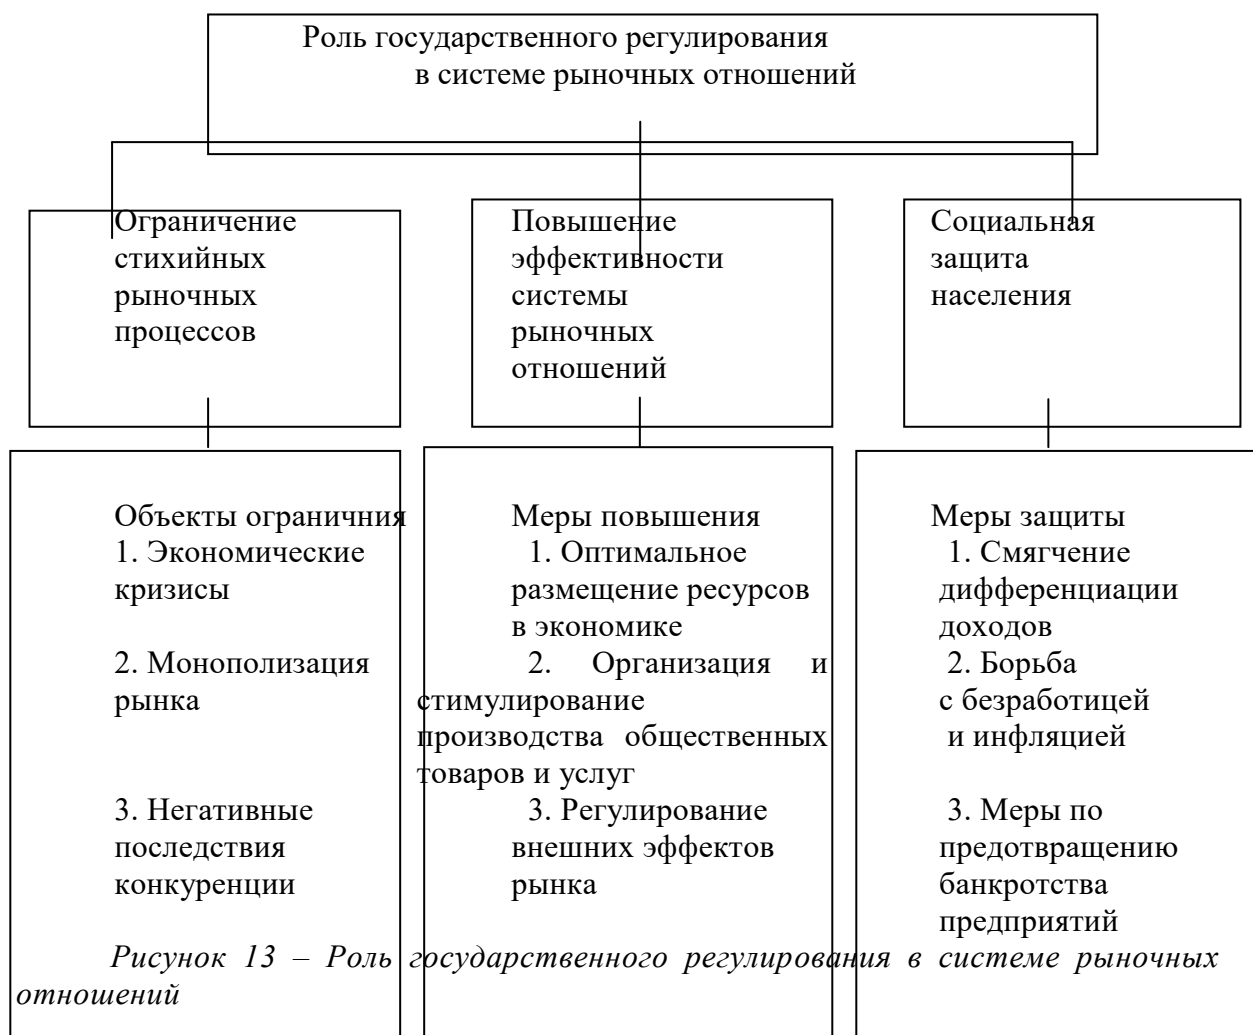 Роль государственного регулирования
в системе рыночных отношений
Ограничение
стихийных
рыночных
процессов
Повышение
эффективности
системы
рыночных
отношений
Социальная
защита
населения
Объекты ограничния
1. Экономические
кризисы
2. Монополизация
рынка
3. Негативные
последствия
конкуренции
Меры повышения
1. Оптимальное
размещение ресурсов
в экономике
2. Организация и
стимулирование
производства общественных
товаров и услуг
3. Регулирование
внешних эффектов
рынка
Меры защиты
1. Смягчение
дифференциации
доходов
2. Борьба
с безработицей
и инфляцией
3. Меры по
предотвращению
банкротства
предприятий
Рисунок 13 – Роль государственного регулирования в системе рыночных
отношений